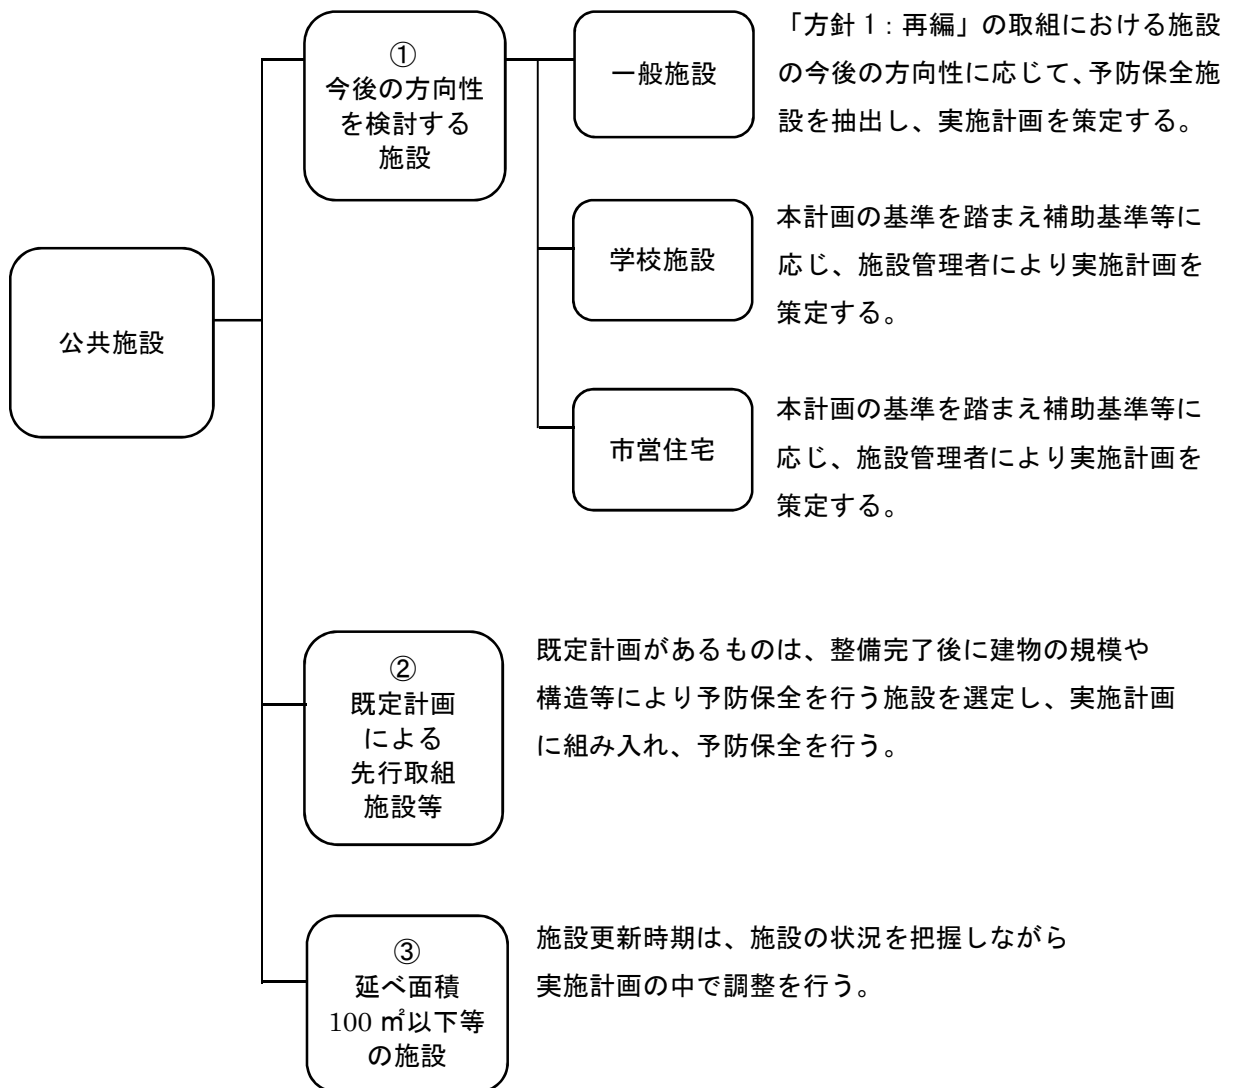 公共施設
①
今後の方向性
を検討する
施設
一般施設
「方針1:再編」の取組における施設
の今後の方向性に応じて、予防保全施
設を抽出し、実施計画を策定する。
学校施設
本計画の基準を踏まえ補助基準等に
応じ、施設管理者により実施計画を
策定する。
市営住宅
本計画の基準を踏まえ補助基準等に
応じ、施設管理者により実施計画を
策定する。
②
既定計画
による
先行取組
施設等
既定計画があるものは、整備完了後に建物の規模や
構造等により予防保全を行う施設を選定し、実施計画
に組み入れ、予防保全を行う。
③
延べ面積
100 ㎡以下等
の施設
施設更新時期は、施設の状況を把握しながら
実施計画の中で調整を行う。